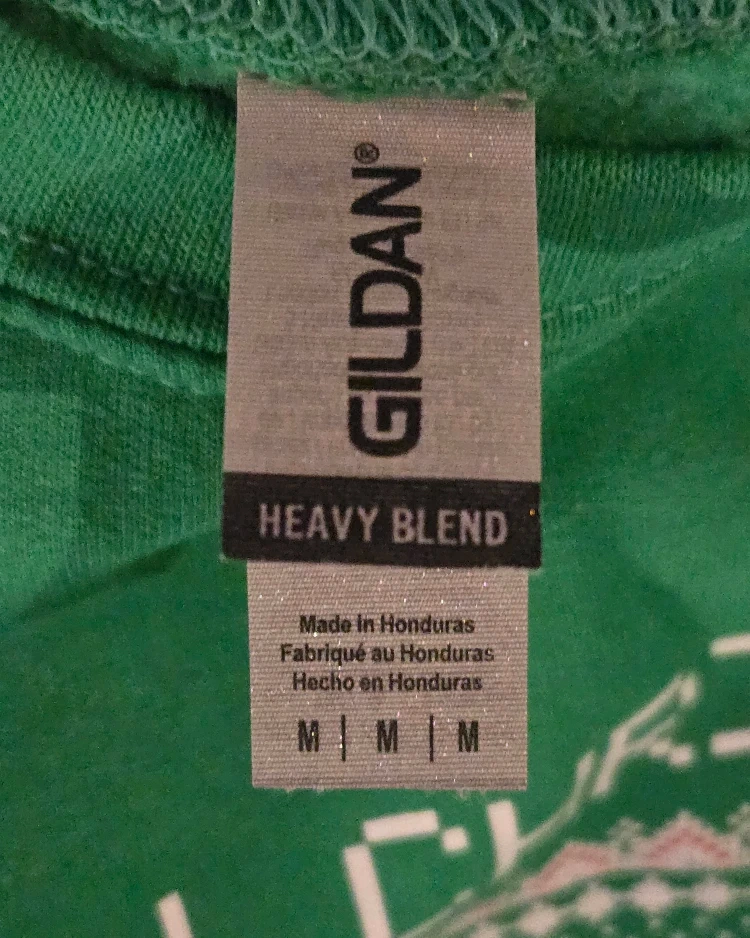 GILDAN®
HEAVY BLEND
Made in Honduras
Fabriqué au Honduras
Hecho en Honduras
M | M | M